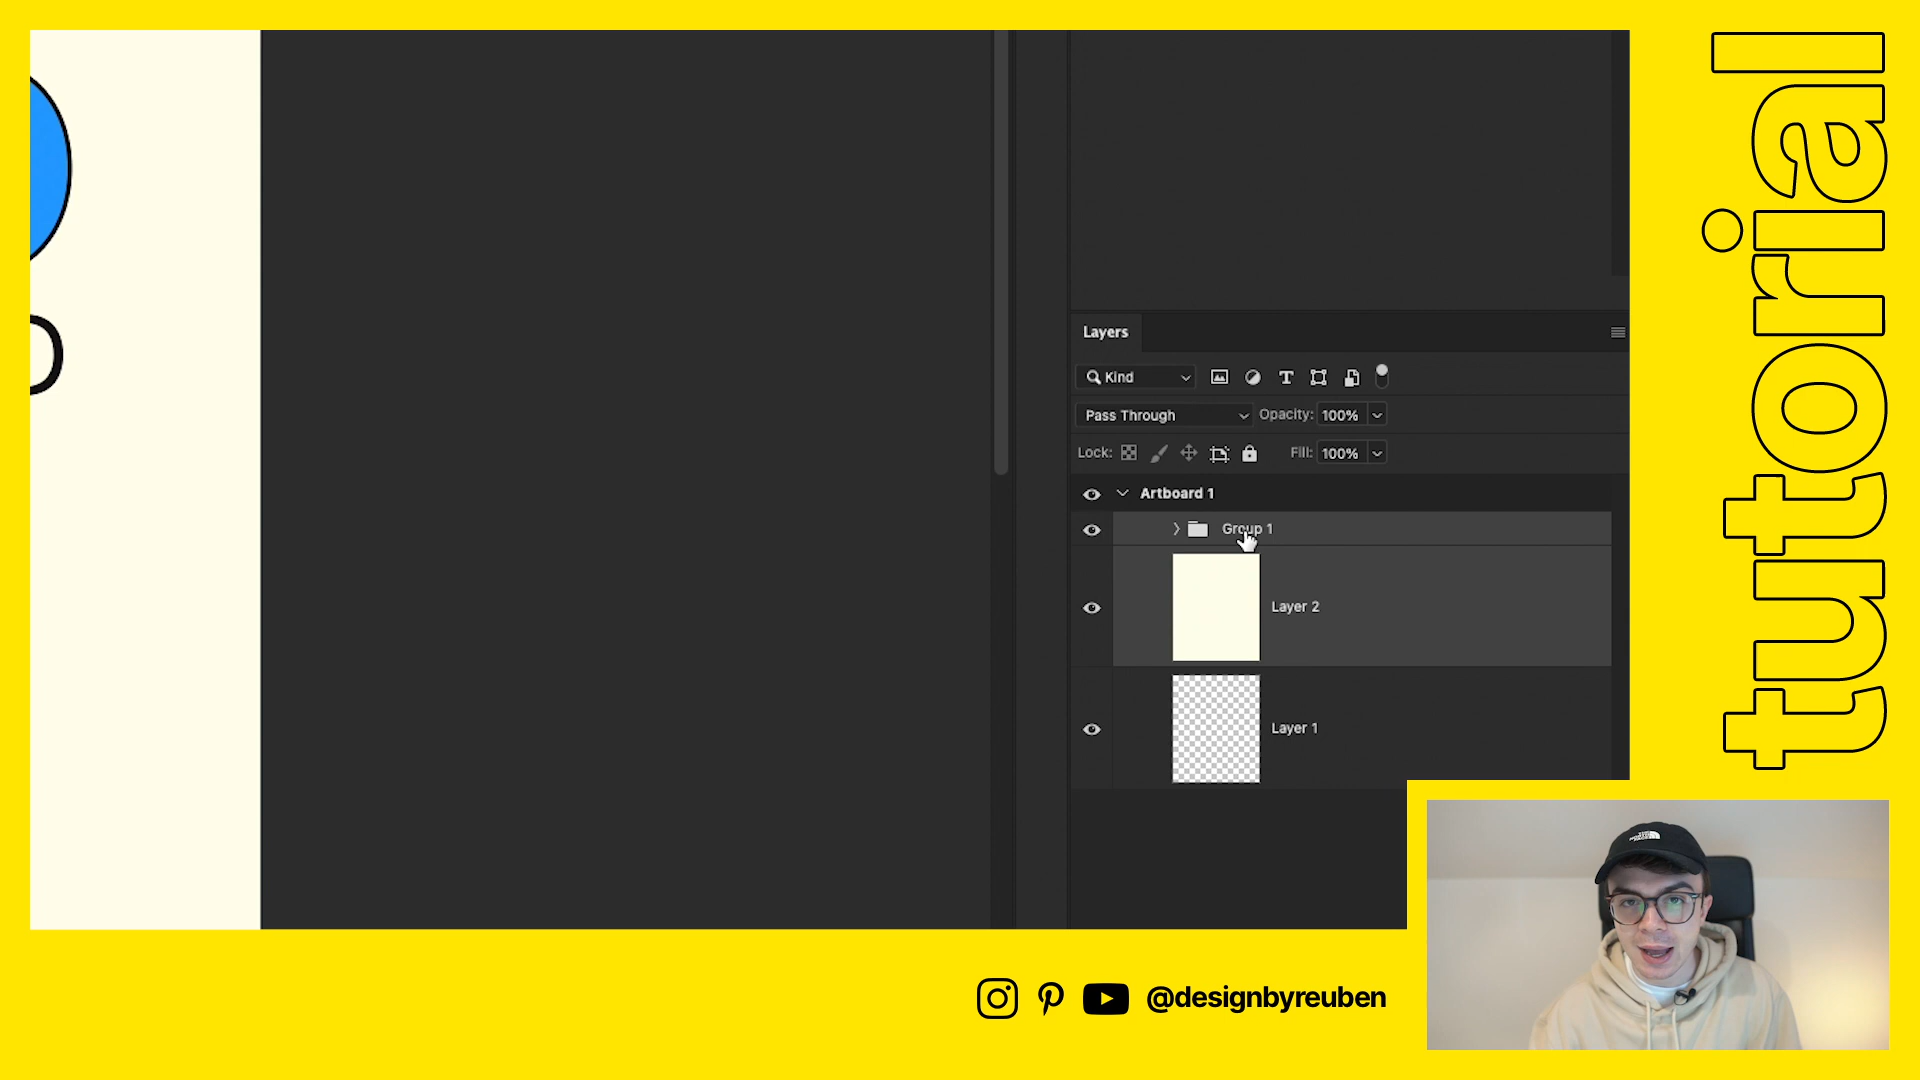 tutorial
Layers
Kind
Pass Through
Opacity: 100%
Lock:
Fill: 100%
Artboard 1
Group 1
Layer 2
Layer 1
@designbyreuben